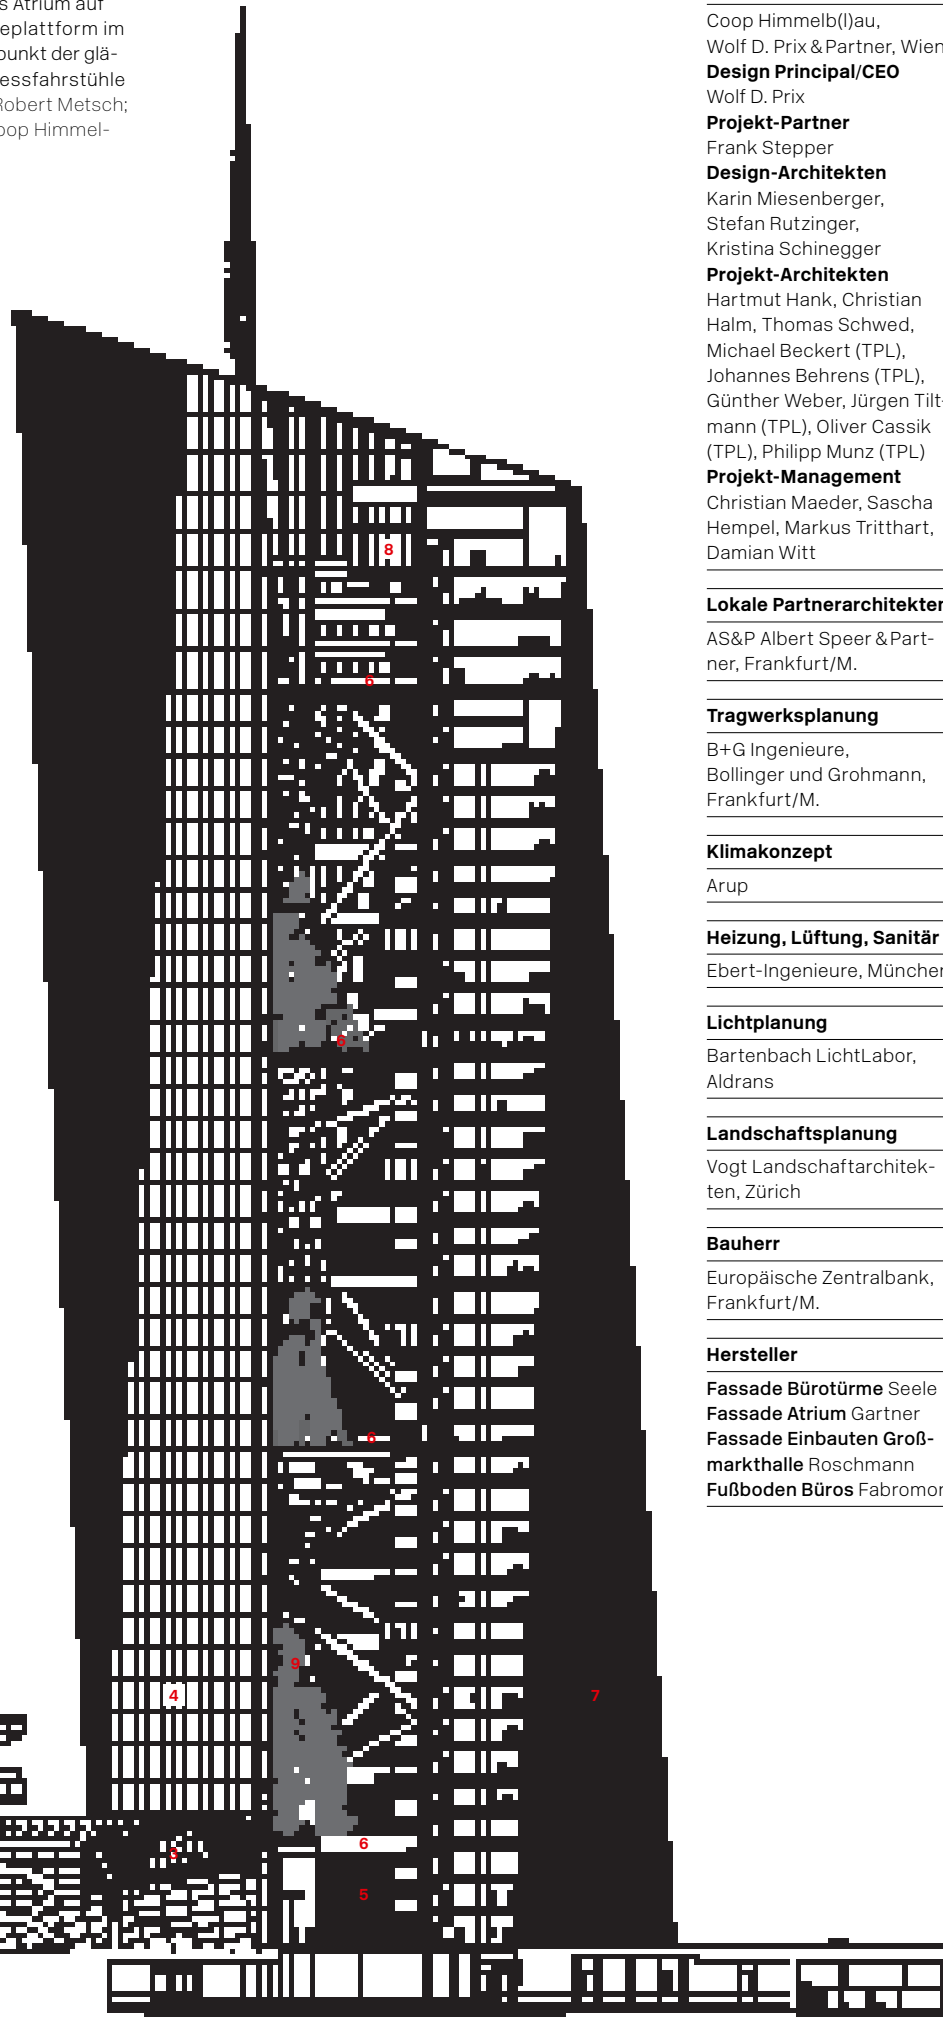 s Atrium auf
eplattform im
punkt der glä-
essfahrstühle
Robert Metsch;
oop Himmel-
Coop Himmelb(l)au,
Wolf D. Prix & Partner, Wien
Design Principal/CEO
Wolf D. Prix
Projekt-Partner
Frank Stepper
Design-Architekten
Karin Miesenberger,
Stefan Rutzinger,
Kristina Schinegger
Projekt-Architekten
Hartmut Hank, Christian
Halm, Thomas Schwed,
Michael Beckert (TPL),
Johannes Behrens (TPL),
Günther Weber, Jürgen Tilt-
mann (TPL), Oliver Cassik
(TPL), Philipp Munz (TPL)
Projekt-Management
Christian Maeder, Sascha
Hempel, Markus Tritthart,
Damian Witt
Lokale Partnerarchitekten
AS&P Albert Speer & Part-
ner, Frankfurt/M.
Tragwerksplanung
B+G Ingenieure,
Bollinger und Grohmann,
Frankfurt/M.
Klimakonzept
Arup
Heizung, Lüftung, Sanitär
Ebert-Ingenieure, München
Lichtplanung
Bartenbach LichtLabor,
Aldrans
Landschaftsplanung
Vogt Landschaftarchitek-
ten, Zürich
Bauherr
Europäische Zentralbank,
Frankfurt/M.
Hersteller
Fassade Bürotürme Seele
Fassade Atrium Gartner
Fassade Einbauten Groß-
markthalle Roschmann
Fußboden Büros Fabromon
8
6
6
6
9
4
7
6
3
5